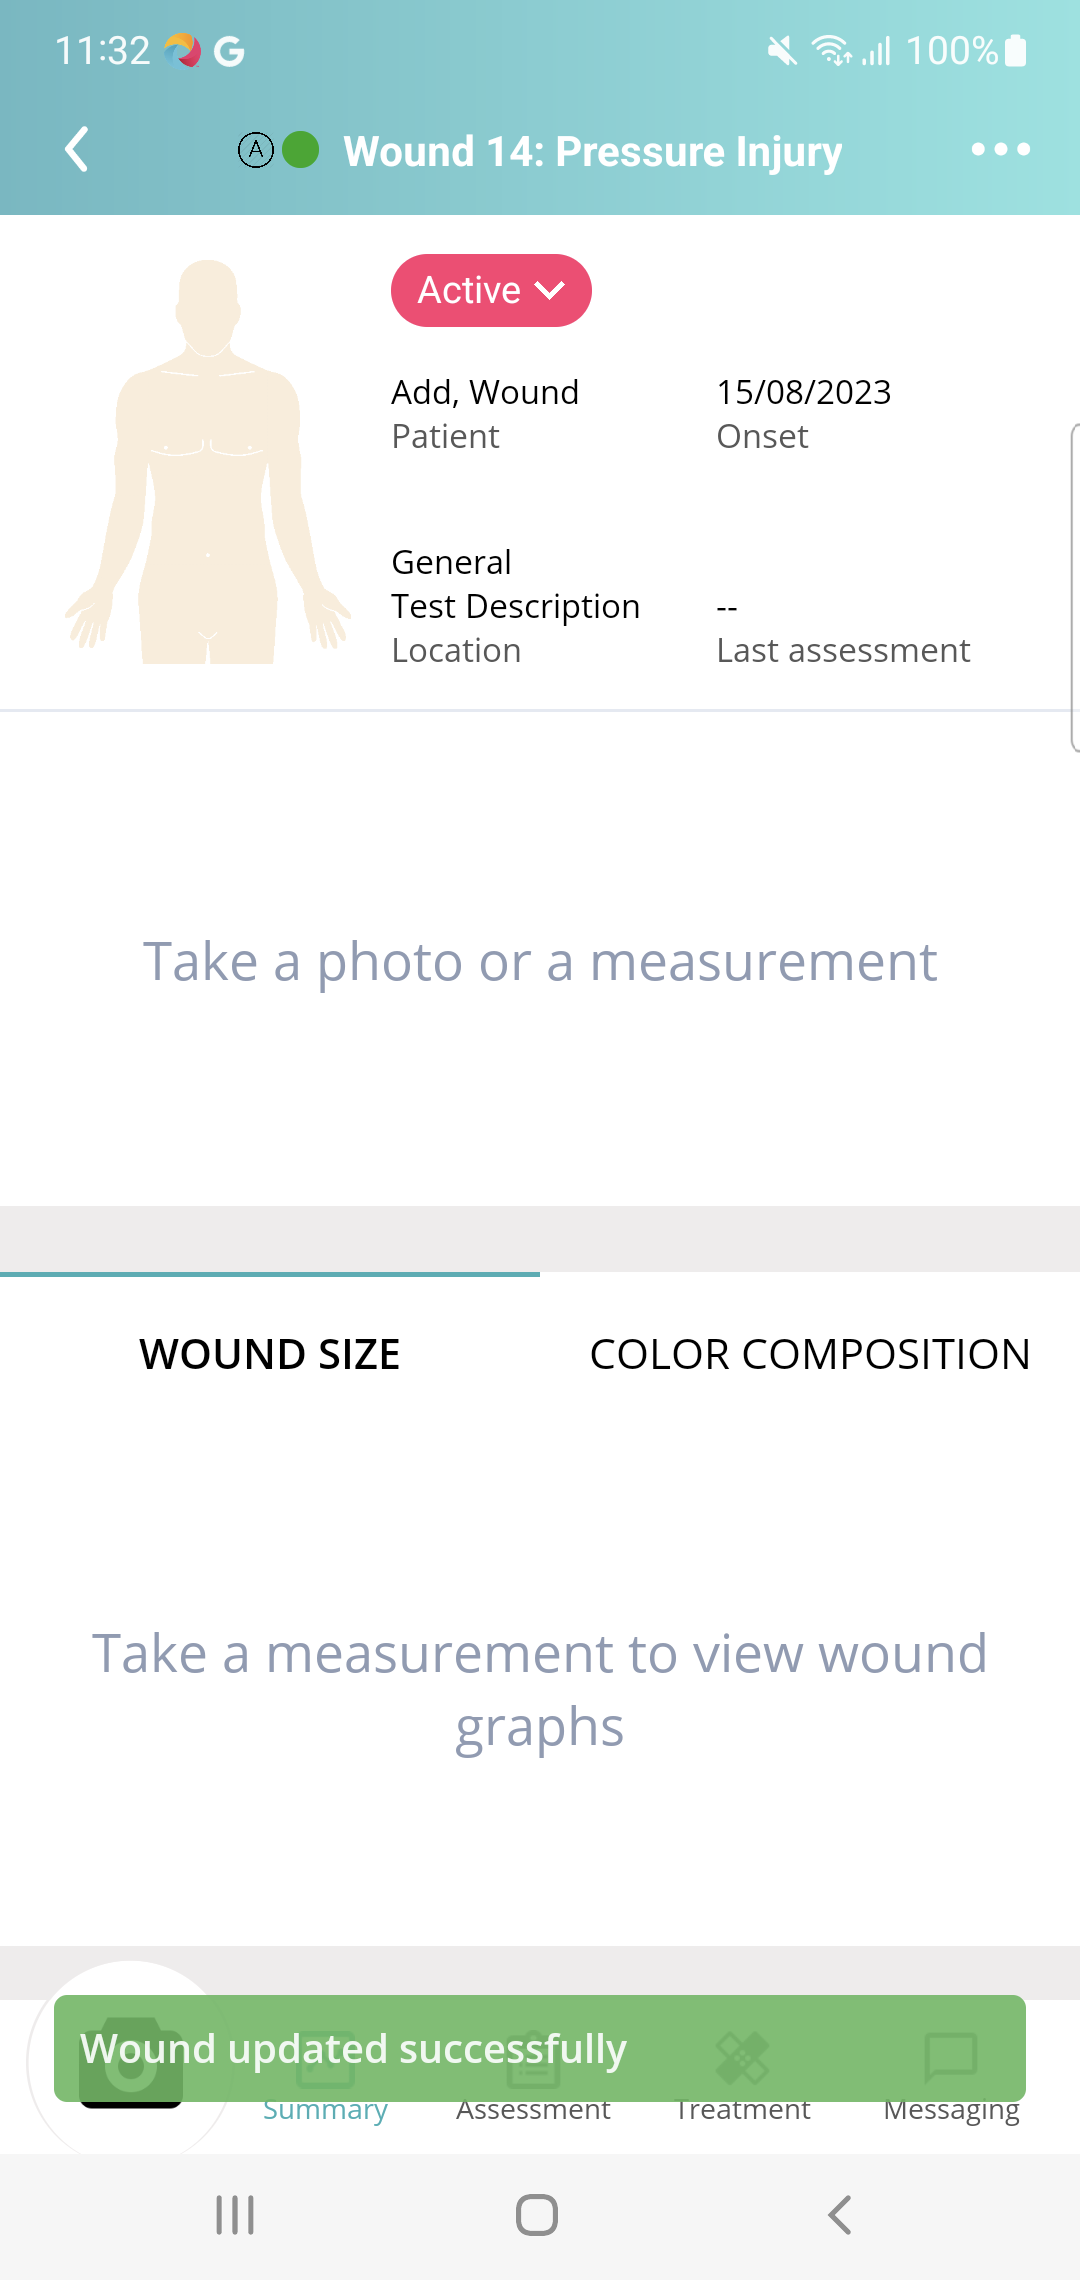 11:32 G 100%
A Wound 14: Pressure Injury
Active
Add, Wound 15/08/2023
Patient Onset
General
Test Description --
Location Last assessment
Take a photo or a measurement
WOUND SIZE COLOR COMPOSITION
Take a measurement to view wound
graphs
Wound updated successfully
Summary Assessment Treatment Messaging